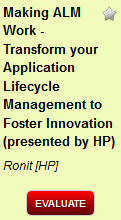 Making ALM
Work -
Transform your
Application
Lifecycle
Management to
Foster Innovation
(presented by HP)
Ronit [HP]
EVALUATE